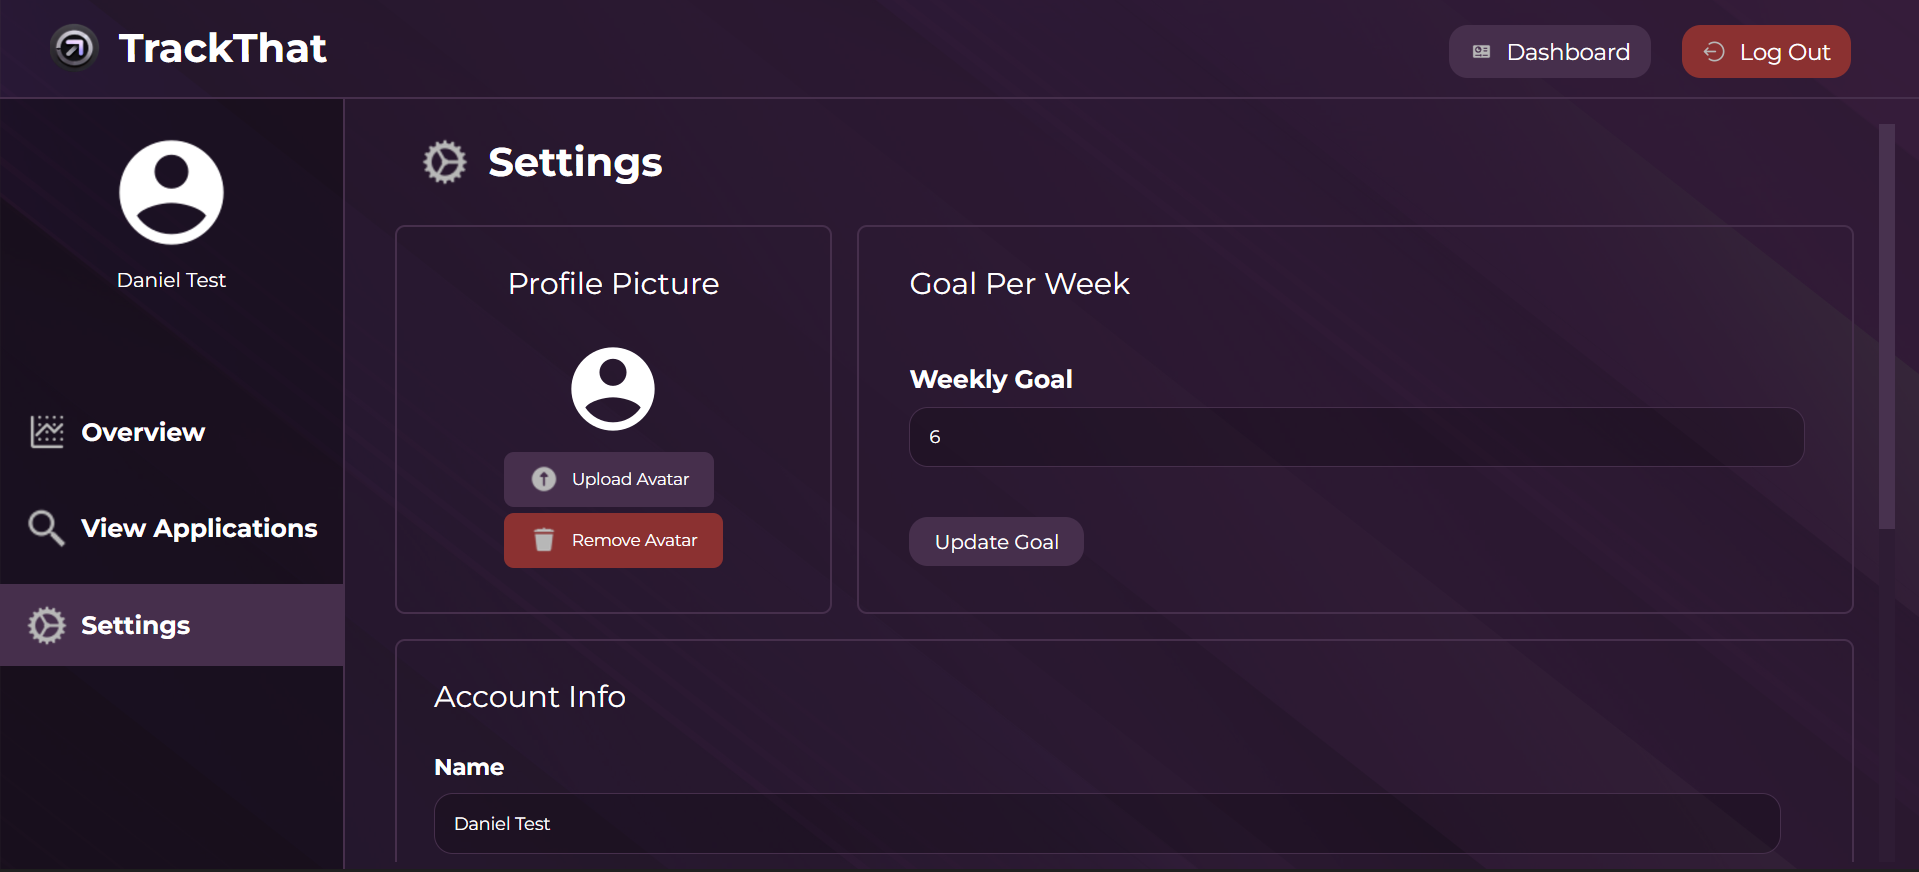 TrackThat
Dashboard
Log Out
Daniel Test
Overview
View Applications
Settings
Settings
Profile Picture
Upload Avatar
Remove Avatar
Goal Per Week
Weekly Goal
6
Update Goal
Account Info
Name
Daniel Test